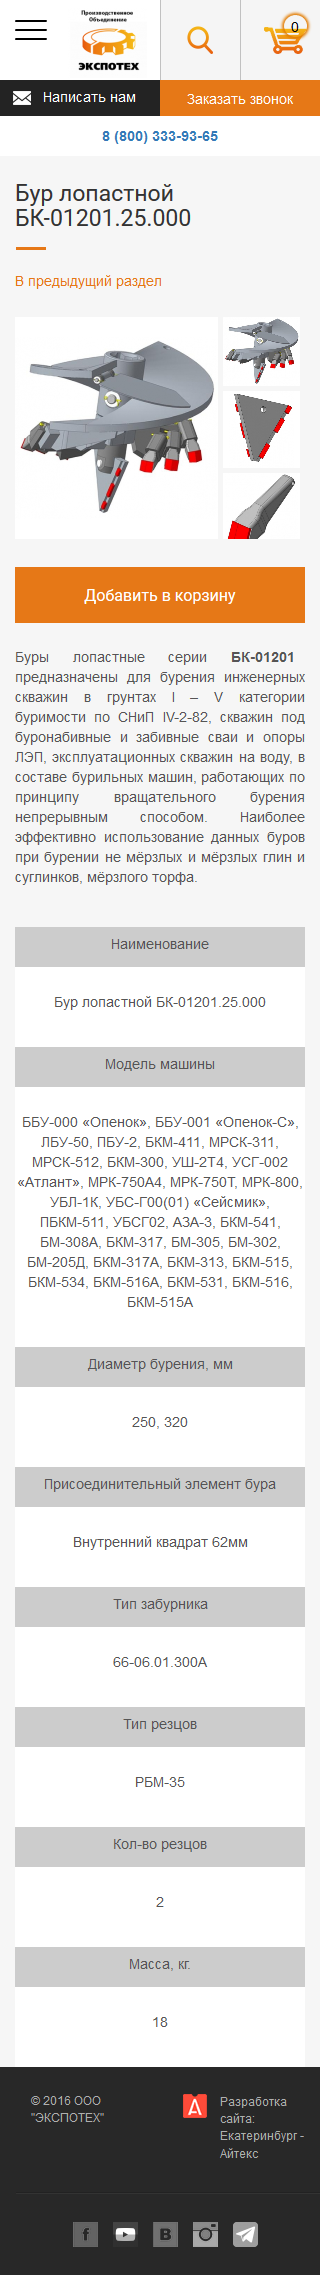 Производственное
Объединение
ЭКСПОТЕХ
0
Написать нам
Заказать звонок
8 (800) 333-93-65
Бур лопастной
БК-01201.25.000
В предыдущий раздел
Добавить в корзину
Буры лопастные серии БК-01201
предназначены для бурения инженерных
скважин в грунтах I – V категории
буримости по СНиП IV-2-82, скважин под
буронабивные и забивные сваи и опоры
ЛЭП, эксплуатационных скважин на воду, в
составе бурильных машин, работающих по
принципу вращательного бурения
непрерывным способом. Наиболее
эффективно использование данных буров
при бурении не мёрзлых и мёрзлых глин и
суглинков, мёрзлого торфа.
Наименование
Бур лопастной БК-01201.25.000
Модель машины
ББУ-000 «Опенок», ББУ-001 «Опенок-С»,
ЛБУ-50, ПБУ-2, БКМ-411, МРСК-311,
МРСК-512, БКМ-300, УШ-2Т4, УСГ-002
«Атлант», МРК-750А4, МРК-750Т, МРК-800,
УБЛ-1К, УБС-Г00(01) «Сейсмик»,
ПБКМ-511, УБСГ02, АЗА-3, БКМ-541,
БМ-308А, БКМ-317, БМ-305, БМ-302,
БМ-205Д, БКМ-317А, БКМ-313, БКМ-515,
БКМ-534, БКМ-516А, БКМ-531, БКМ-516,
БКМ-515А
Диаметр бурения, мм
250, 320
Присоединительный элемент бура
Внутренний квадрат 62мм
Тип забурника
66-06.01.300А
Тип резцов
РБМ-35
Кол-во резцов
2
Масса, кг.
18
© 2016 ООО
"ЭКСПОТЕХ"
Разработка
сайта:
Екатеринбург -
Айтекс